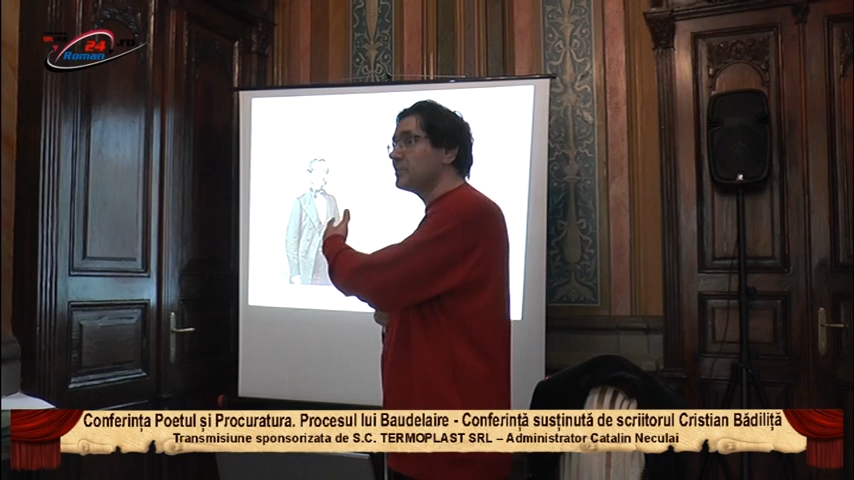 Roman
24
.ro
Conferința Poetul și Procuratura. Procesul lui Baudelaire - Conferință susținută de scriitorul Cristian Bădiliță
Transmisiune sponsorizata de S.C. TERMOPLAST SRL – Administrator Catalin Neculai